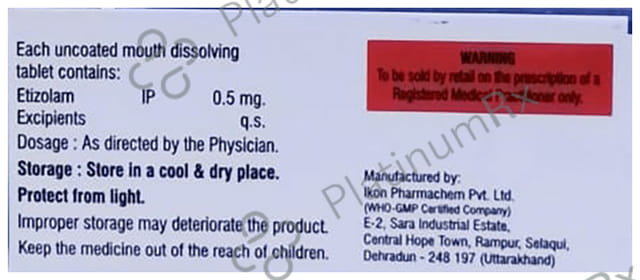 Each uncoated mouth dissolving
tablet contains:
Etizolam IP 0.5 mg.
Excipients q.s.
Dosage : As directed by the Physician.
Storage : Store in a cool & dry place.
Protect from light.
Improper storage may deteriorate the product.
Keep the medicine out of the reach of children.
WARNING
To be sold by retail on the prescription of a
Registered Medical Practitioner only.
Manufactured by:
Ikon Pharmachem Pvt. Ltd.
(WHO-GMP Certified Company)
E-2, Sara Industrial Estate,
Central Hope Town, Rampur, Selaqui,
Dehradun - 248 197 (Uttarakhand)
PlatinumRx